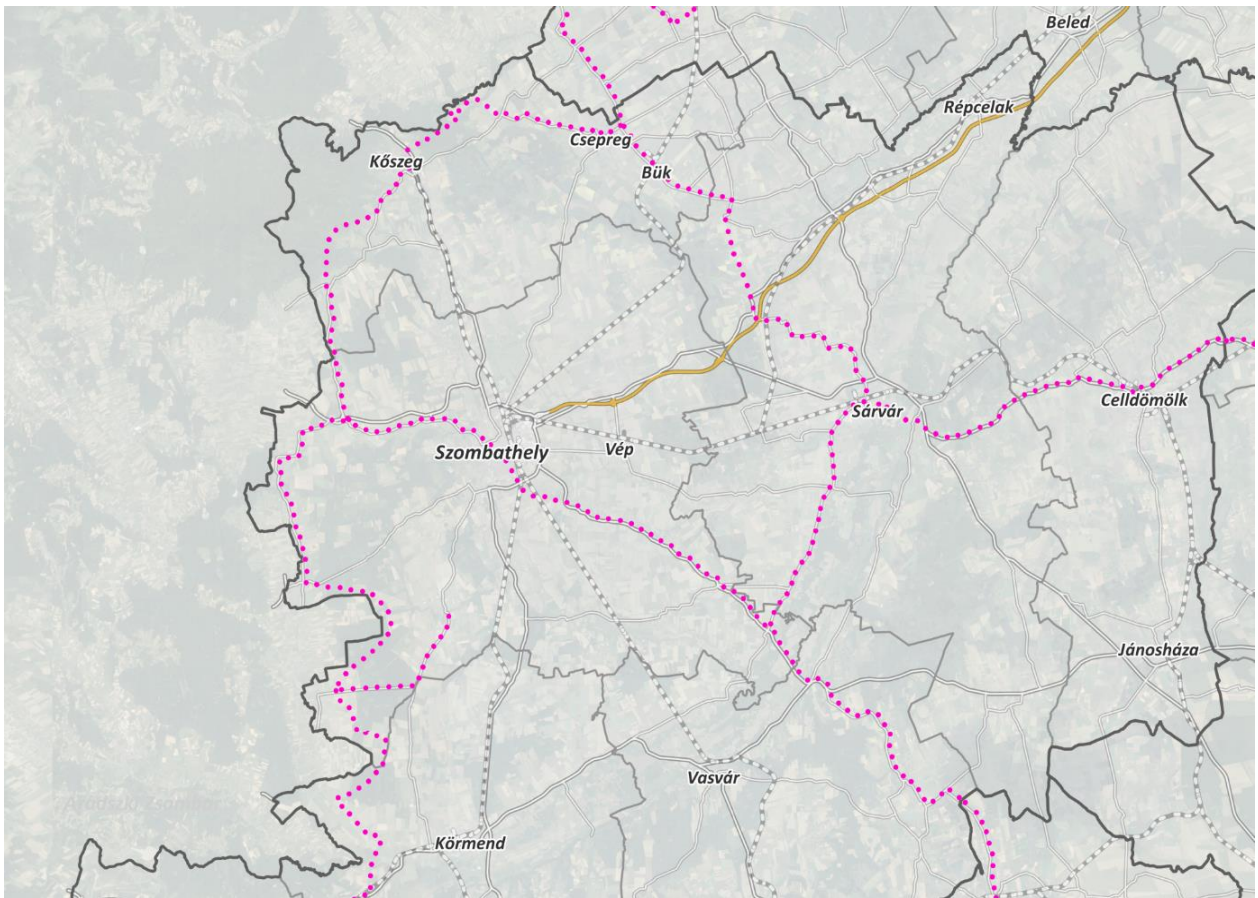 Beled
Répcelak
Csepreg
Kőszeg
Bük
Celldömölk
Sárvár
Szombathely
Vép
Jánosháza
Vasvár
Körmend